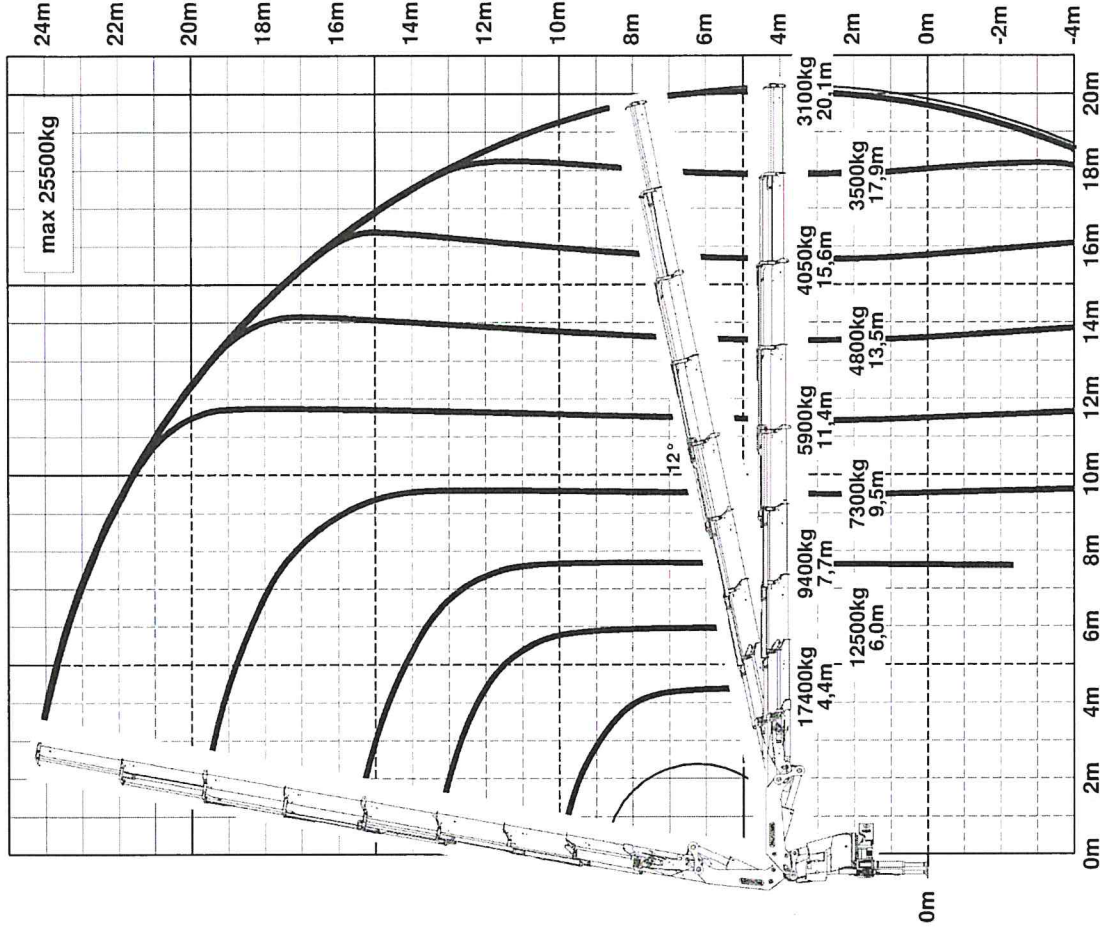 max 25500kg
24m
22m
20m
18m
16m
14m
12m
10m
8m
6m
4m
2m
0m
-2m
-4m
12°
17400kg
4,4m
12500kg
6,0m
9400kg
7,7m
7300kg
9,5m
5900kg
11,4m
4800kg
13,5m
4050kg
15,6m
3500kg
17,9m
3100kg
20,1m
0m
0m
2m
4m
6m
8m
10m
12m
14m
16m
18m
20m